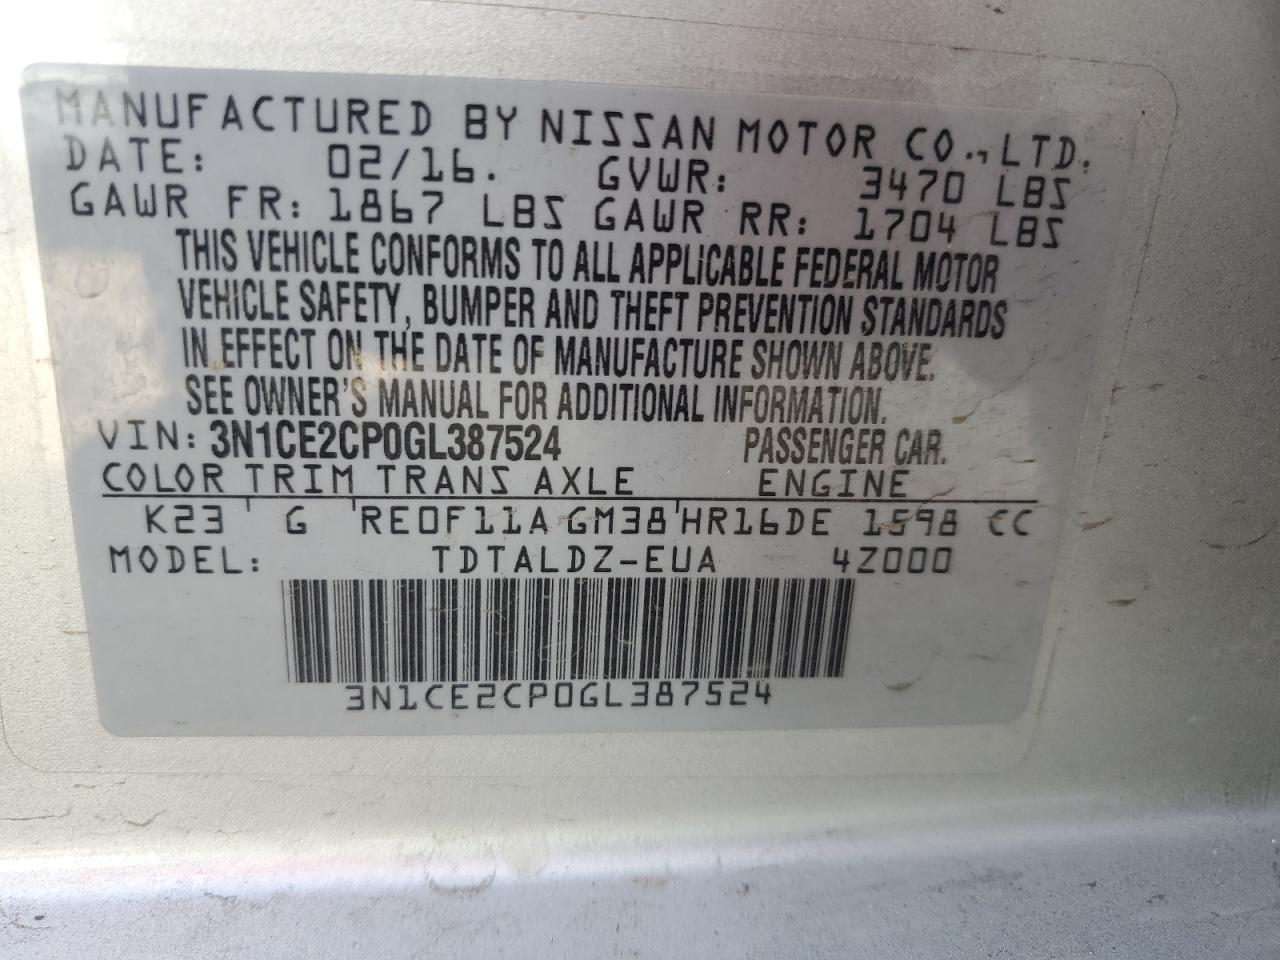 MANUFACTURED BY NISSAN MOTOR CO., LTD.
DATE: 02/16. GVWR: 3470 LBS
GAWR FR: 1867 LBS GAWR RR: 1704 LBS
THIS VEHICLE CONFORMS TO ALL APPLICABLE FEDERAL MOTOR
VEHICLE SAFETY, BUMPER AND THEFT PREVENTION STANDARDS
IN EFFECT ON THE DATE OF MANUFACTURE SHOWN ABOVE.
SEE OWNER'S MANUAL FOR ADDITIONAL INFORMATION.
VIN: 3N1CE2CP0GL387524 PASSENGER CAR.
COLOR TRIM TRANS AXLE ENGINE
K23 G RE0F11A GM38 HR16DE 1598 CC
MODEL: TDTALDZ-EUA 4Z000
3N1CE2CP0GL387524